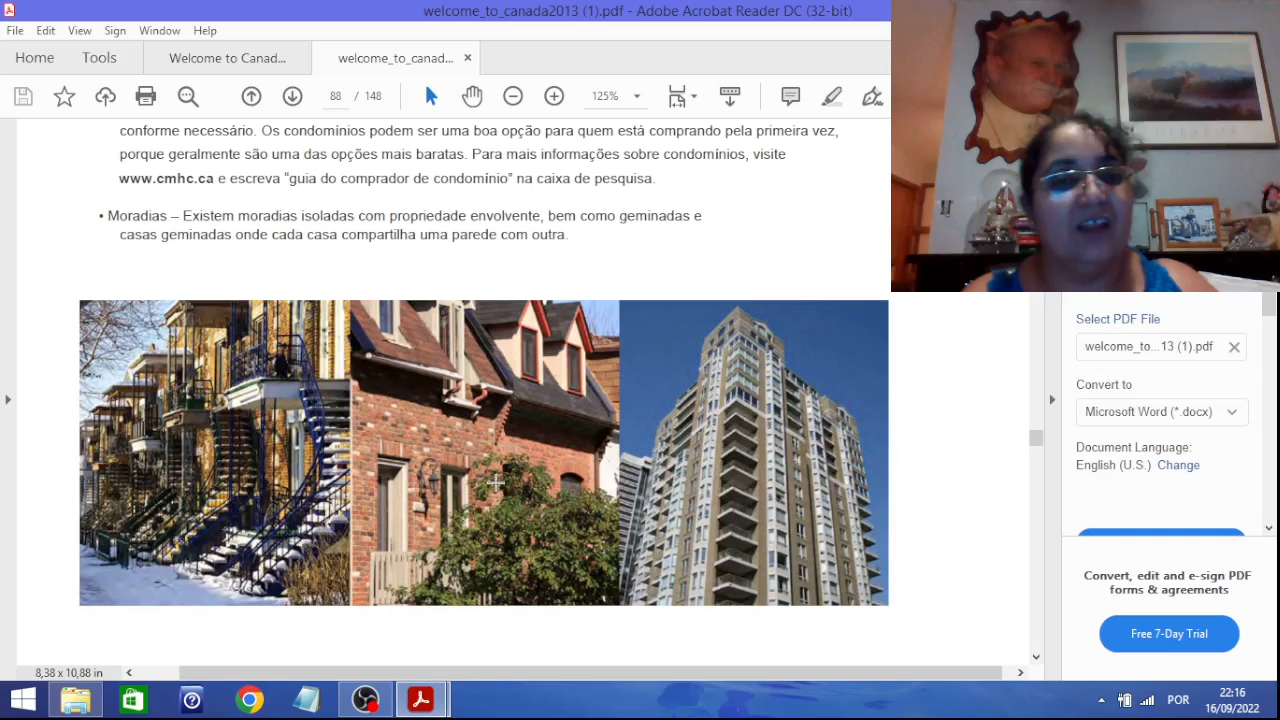 welcome_to_canada2013 (1).pdf - Adobe Acrobat Reader DC (32-bit)
File Edit View Sign Window Help
Home Tools Welcome to Canad... welcome_to_canad... ×
88 / 148 125%
conforme necessário. Os condomínios podem ser uma boa opção para quem está comprando pela primeira vez,
porque geralmente são uma das opções mais baratas. Para mais informações sobre condomínios, visite
www.cmhc.ca e escreva “guia do comprador de condomínio” na caixa de pesquisa.
• Moradias – Existem moradias isoladas com propriedade envolvente, bem como geminadas e
casas geminadas onde cada casa compartilha uma parede com outra.
Select PDF File
welcome_to...13 (1).pdf
Convert to
Microsoft Word (*.docx)
Document Language:
English (U.S.) Change
Convert, edit and e-sign PDF
forms & agreements
Free 7-Day Trial
8,38 x 10,88 in
POR
22:16
16/09/2022